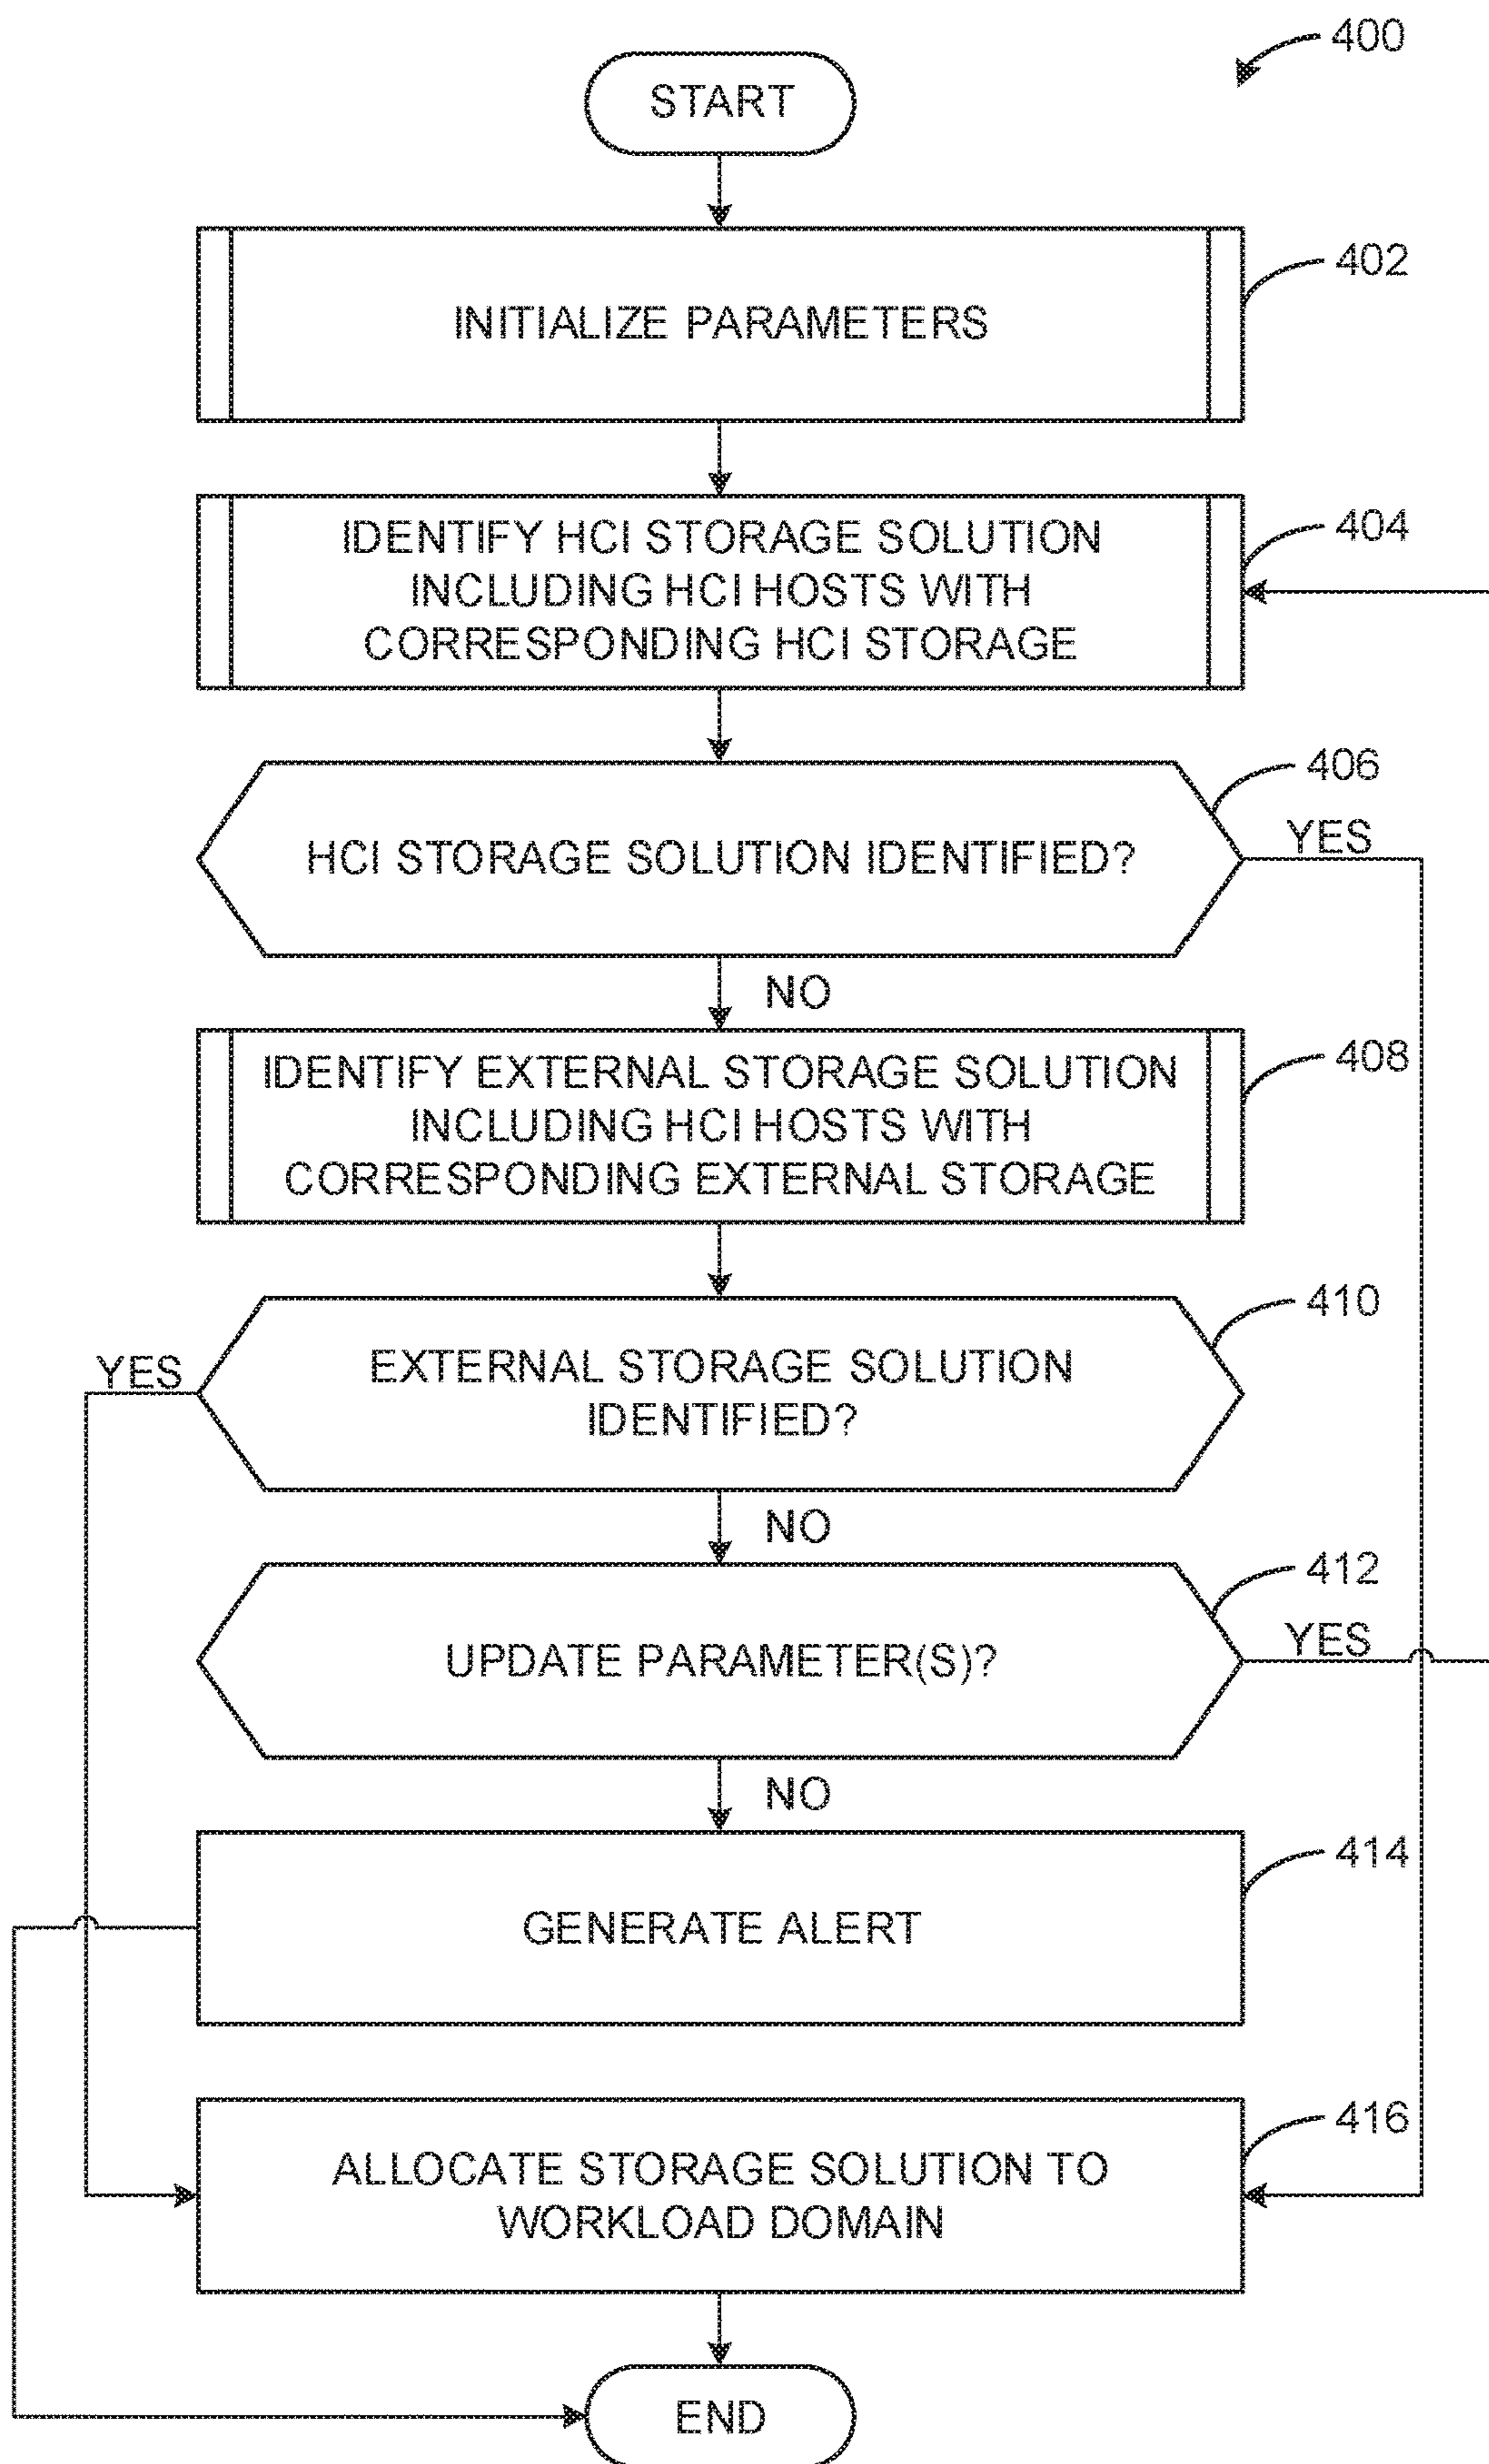 400
START
402
INITIALIZE PARAMETERS
404
IDENTIFY HCI STORAGE SOLUTION
INCLUDING HCI HOSTS WITH
CORRESPONDING HCI STORAGE
406
HCI STORAGE SOLUTION IDENTIFIED?
YES
NO
408
IDENTIFY EXTERNAL STORAGE SOLUTION
INCLUDING HCI HOSTS WITH
CORRESPONDING EXTERNAL STORAGE
410
YES
EXTERNAL STORAGE SOLUTION
IDENTIFIED?
NO
412
UPDATE PARAMETER(S)?
YES
NO
414
GENERATE ALERT
416
ALLOCATE STORAGE SOLUTION TO
WORKLOAD DOMAIN
END